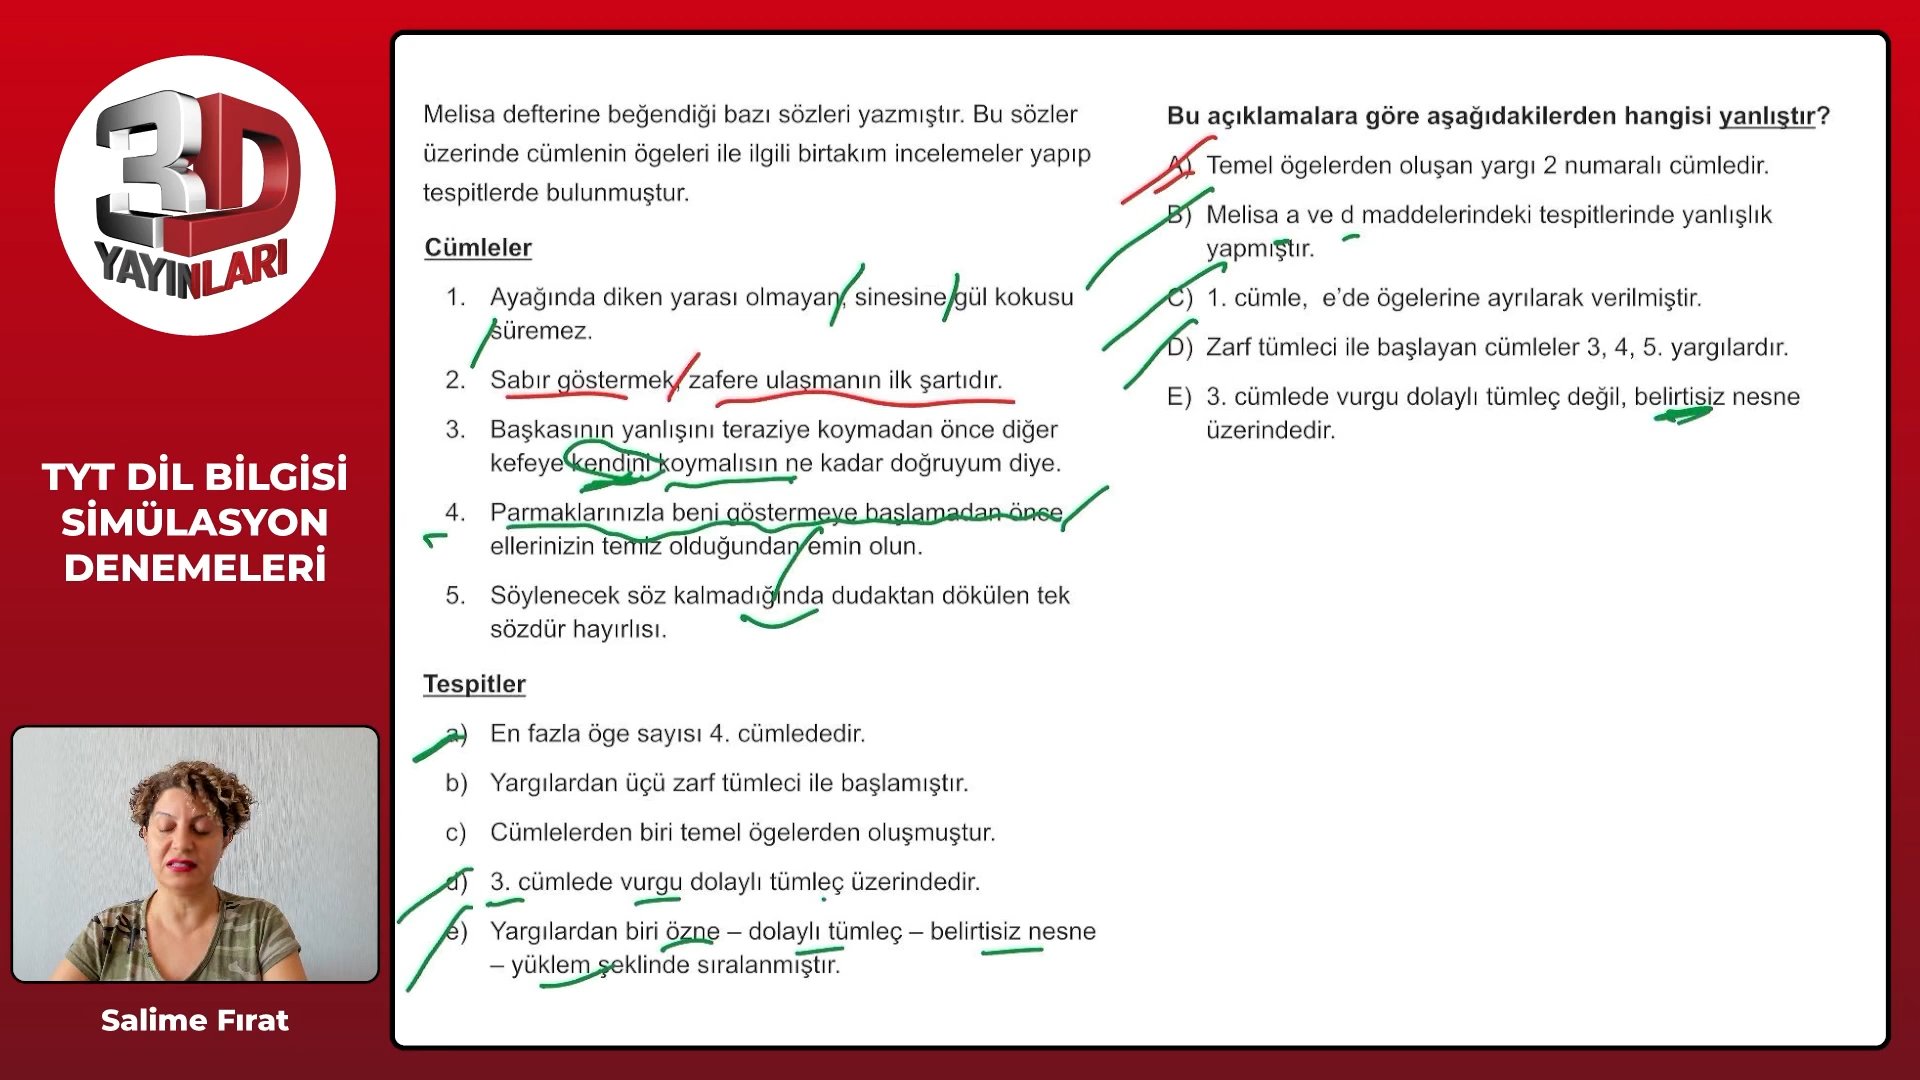 3D
YAYINLARI
TYT DİL BİLGİSİ
SİMÜLASYON
DENEMELERİ
Salime Fırat
Melisa defterine beğendiği bazı sözleri yazmıştır. Bu sözler
üzerinde cümlenin ögeleri ile ilgili birtakım incelemeler yapıp
tespitlerde bulunmuştur.
Cümleler
1. Ayağında diken yarası olmayan, sinesine gül kokusu
süremez.
2. Sabır göstermek, zafere ulaşmanın ilk şartıdır.
3. Başkasının yanlışını teraziye koymadan önce diğer
kefeye kendini koymalısın ne kadar doğruyum diye.
4. Parmaklarınızla beni göstermeye başlamadan önce
ellerinizin temiz olduğundan emin olun.
5. Söylenecek söz kalmadığında dudaktan dökülen tek
sözdür hayırlısı.
Tespitler
a) En fazla öge sayısı 4. cümlededir.
b) Yargılardan üçü zarf tümleci ile başlamıştır.
c) Cümlelerden biri temel ögelerden oluşmuştur.
d) 3. cümlede vurgu dolaylı tümleç üzerindedir.
e) Yargılardan biri özne – dolaylı tümleç – belirtisiz nesne
– yüklem şeklinde sıralanmıştır.
Bu açıklamalara göre aşağıdakilerden hangisi yanlıştır?
A) Temel ögelerden oluşan yargı 2 numaralı cümledir.
B) Melisa a ve d maddelerindeki tespitlerinde yanlışlık
yapmıştır.
C) 1. cümle, e’de ögelerine ayrılarak verilmiştir.
D) Zarf tümleci ile başlayan cümleler 3, 4, 5. yargılardır.
E) 3. cümlede vurgu dolaylı tümleç değil, belirtisiz nesne
üzerindedir.